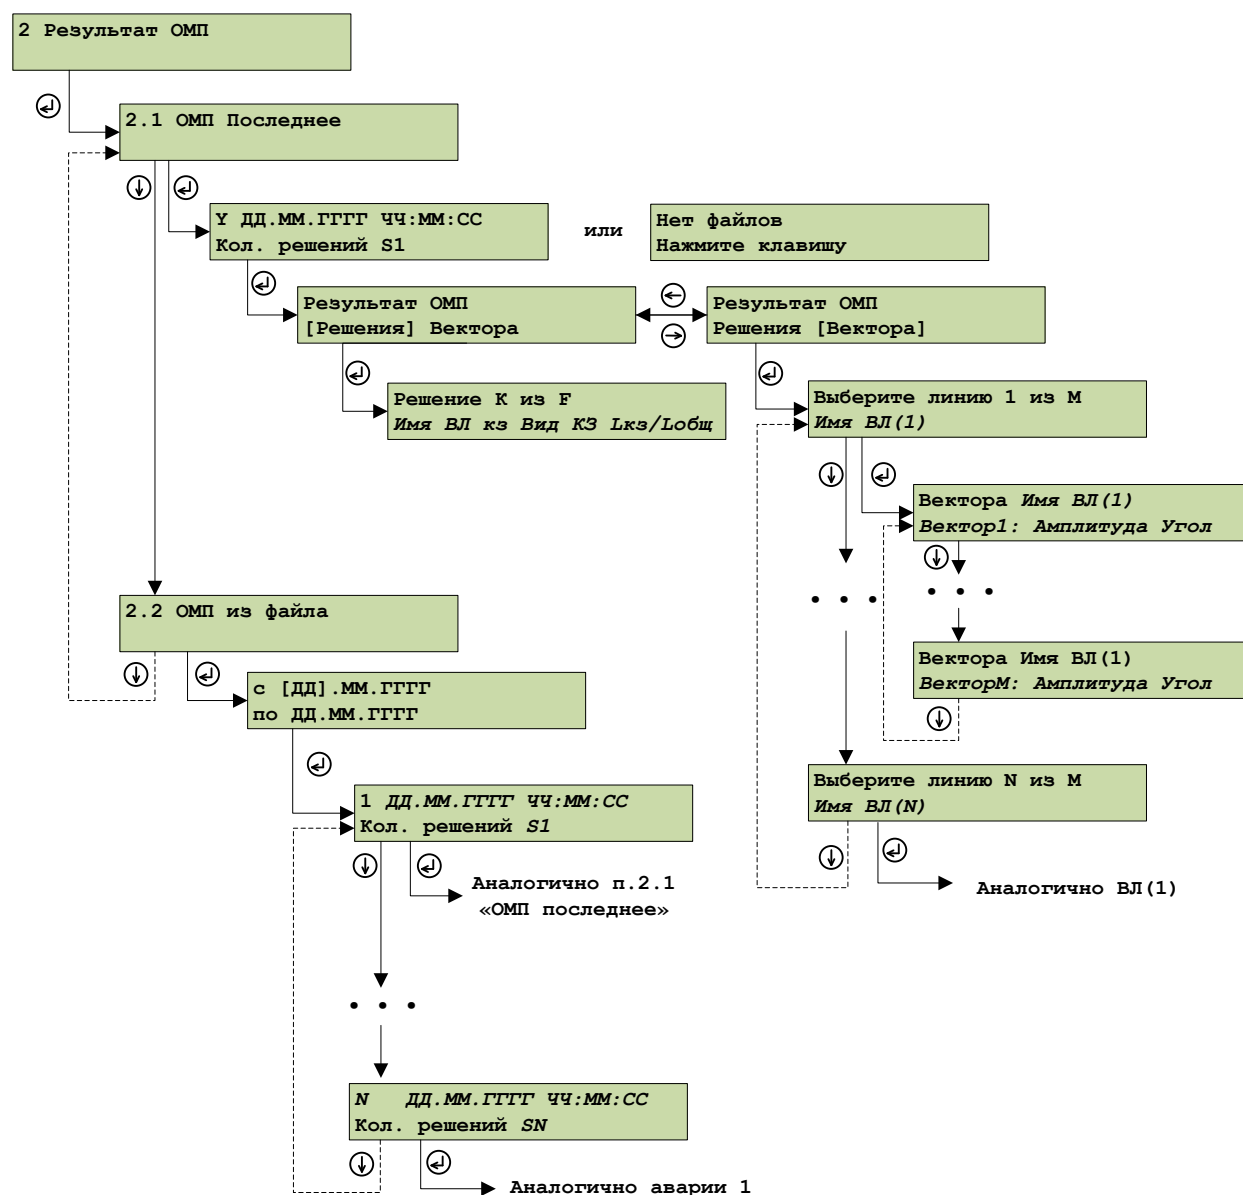 2 Результат ОМП
2.1 ОМП Последнее
Y ДД.ММ.ГГГГ ЧЧ:ММ:СС
Кол. решений S1
или
Нет файлов
Нажмите клавишу
Результат ОМП
[Решения] Вектора
Результат ОМП
Решения [Вектора]
Решение K из F
Имя ВЛ кз Вид КЗ Lкз/Lобщ
Выберите линию 1 из M
Имя ВЛ(1)
Вектора Имя ВЛ(1)
Вектор1: Амплитуда Угол
• • •
• • •
Вектора Имя ВЛ(1)
ВекторM: Амплитуда Угол
Выберите линию N из M
Имя ВЛ(N)
Аналогично ВЛ(1)
2.2 ОМП из файла
с [ДД].ММ.ГГГГ
по ДД.ММ.ГГГГ
1 ДД.ММ.ГГГГ ЧЧ:ММ:СС
Кол. решений S1
Аналогично п.2.1
«ОМП последнее»
• • •
N ДД.ММ.ГГГГ ЧЧ:ММ:СС
Кол. решений SN
Аналогично аварии 1